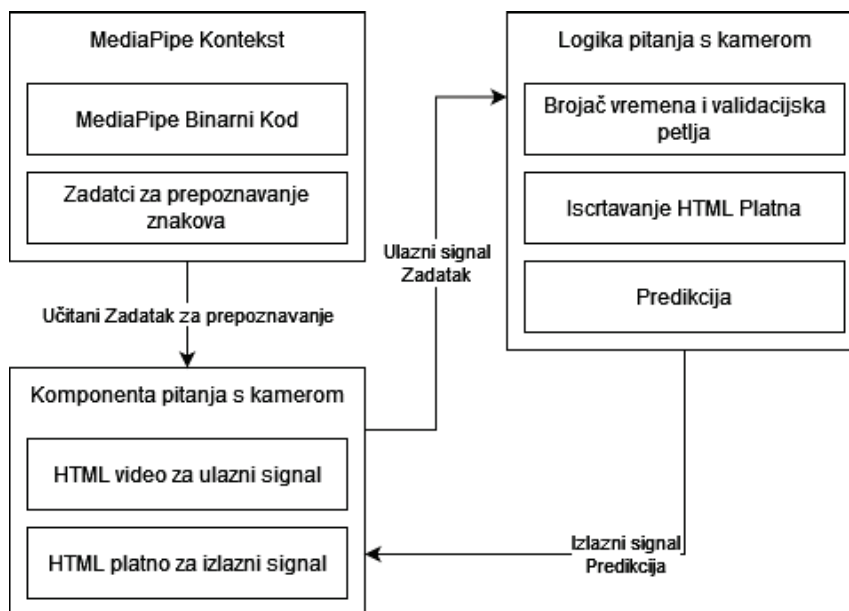 MediaPipe Kontekst
MediaPipe Binarni Kod
Zadatci za prepoznavanje
znakova
Učitani Zadatak za prepoznavanje
Komponenta pitanja s kamerom
HTML video za ulazni signal
HTML platno za izlazni signal
Ulazni signal
Zadatak
Logika pitanja s kamerom
Brojač vremena i validacijska
petlja
Iscrtavanje HTML Platna
Predikcija
Izlazni signal
Predikcija